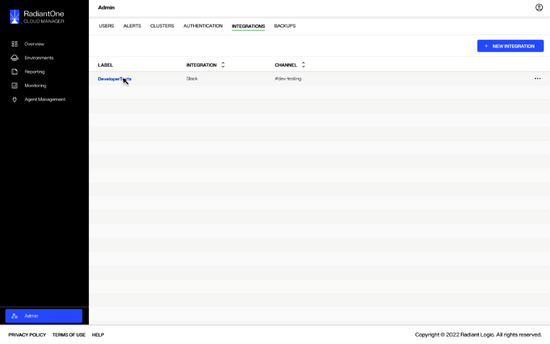 RadiantOne
CLOUD MANAGER
Overview
Environments
Reporting
Monitoring
Agent Management
Admin
Admin
USERS ALERTS CLUSTERS AUTHENTICATION INTEGRATIONS BACKUPS
NEW INTEGRATION
LABEL INTEGRATION CHANNEL
Slack #dev-testing
PRIVACY POLICY TERMS OF USE HELP Copyright © 2022 Radiant Logic. All rights reserved.